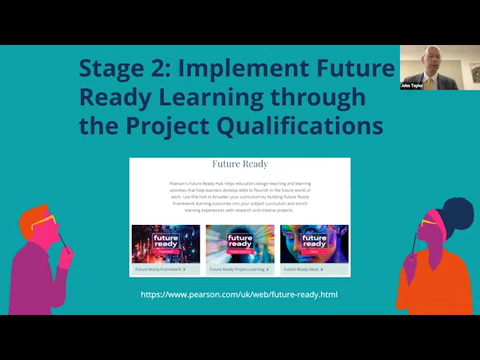 Stage 2: Implement Future
Ready Learning through
the Project Qualifications
John Taylor
Future Ready
Pearson's Future Ready Hub helps educators design teaching and learning
activities that help learners develop skills to flourish in the future world of
work. Use this hub to broaden your curriculum by building Future Ready
Framework learning outcomes into your subject curriculum and enrich
learning experiences with research and creative projects.
future
ready
future
ready
future
ready
Future Ready Framework >
Future Ready Project Learning >
Future Ready Ideas >
https://www.pearson.com/uk/web/future-ready.html